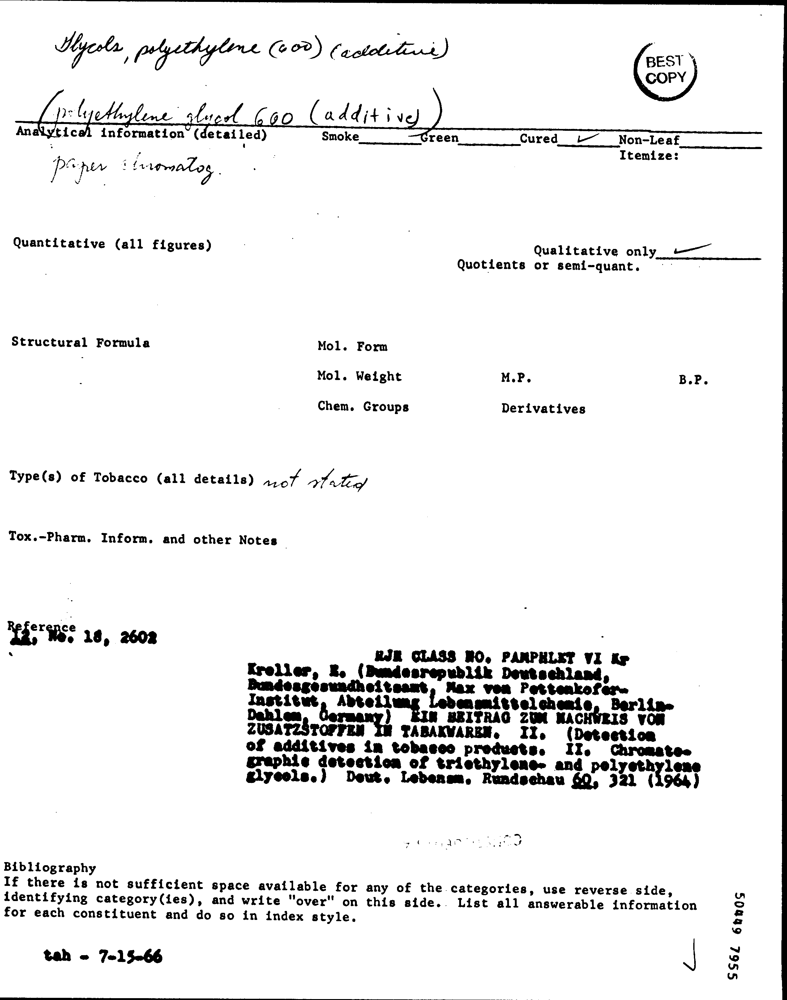 Glycols, polyethylene (600) (additive)
BEST
COPY
(polyethylene glycol 600 (additive)
Analytical information (detailed) Smoke Green Cured ✓ Non-Leaf
Itemize:
paper chromatog.
Quantitative (all figures)
Qualitative only ✓
Quotients or semi-quant.
Structural Formula Mol. Form
Mol. Weight M.P. B.P.
Chem. Groups Derivatives
Type(s) of Tobacco (all details) not stated
Tox.-Pharm. Inform. and other Notes
Reference
12, No. 18, 2602
RJR CLASS NO. PAMPHLET VI Kr
Kroller, E. (Bundesrepublik Deutschland,
Bundesgesundheitsamt, Max von Pettenkofer-
Institut, Abteilung Lebensmittelchemie, Berlin-
Dahlem, Germany) EIN BEITRAG ZUM NACHWEIS VON
ZUSATZSTOFFEN IN TABAKWAREN. II. (Detection
of additives in tobacco products. II. Chromato-
graphic detection of triethylene- and polyethylene
glycols.) Deut. Lebensm. Rundschau 60, 321 (1964)
Bibliography
If there is not sufficient space available for any of the categories, use reverse side,
identifying category(ies), and write "over" on this side. List all answerable information
for each constituent and do so in index style.
tah - 7-15-66
50449 7955